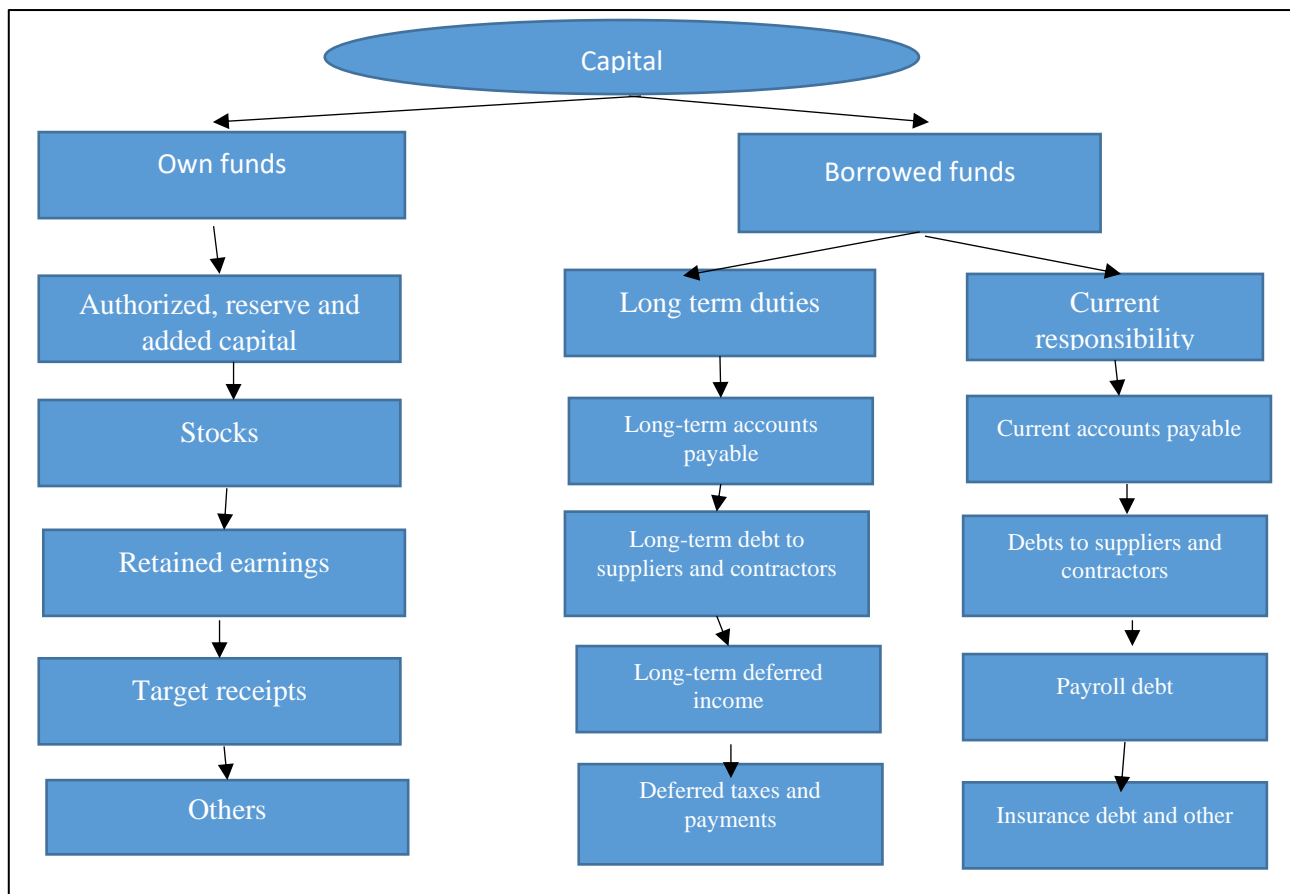 Capital
Own funds
Borrowed funds
Authorized, reserve and
added capital
Long term duties
Current
responsibility
Stocks
Long-term accounts
payable
Current accounts payable
Retained earnings
Long-term debt to
suppliers and contractors
Debts to suppliers and
contractors
Target receipts
Long-term deferred
income
Payroll debt
Others
Deferred taxes and
payments
Insurance debt and other